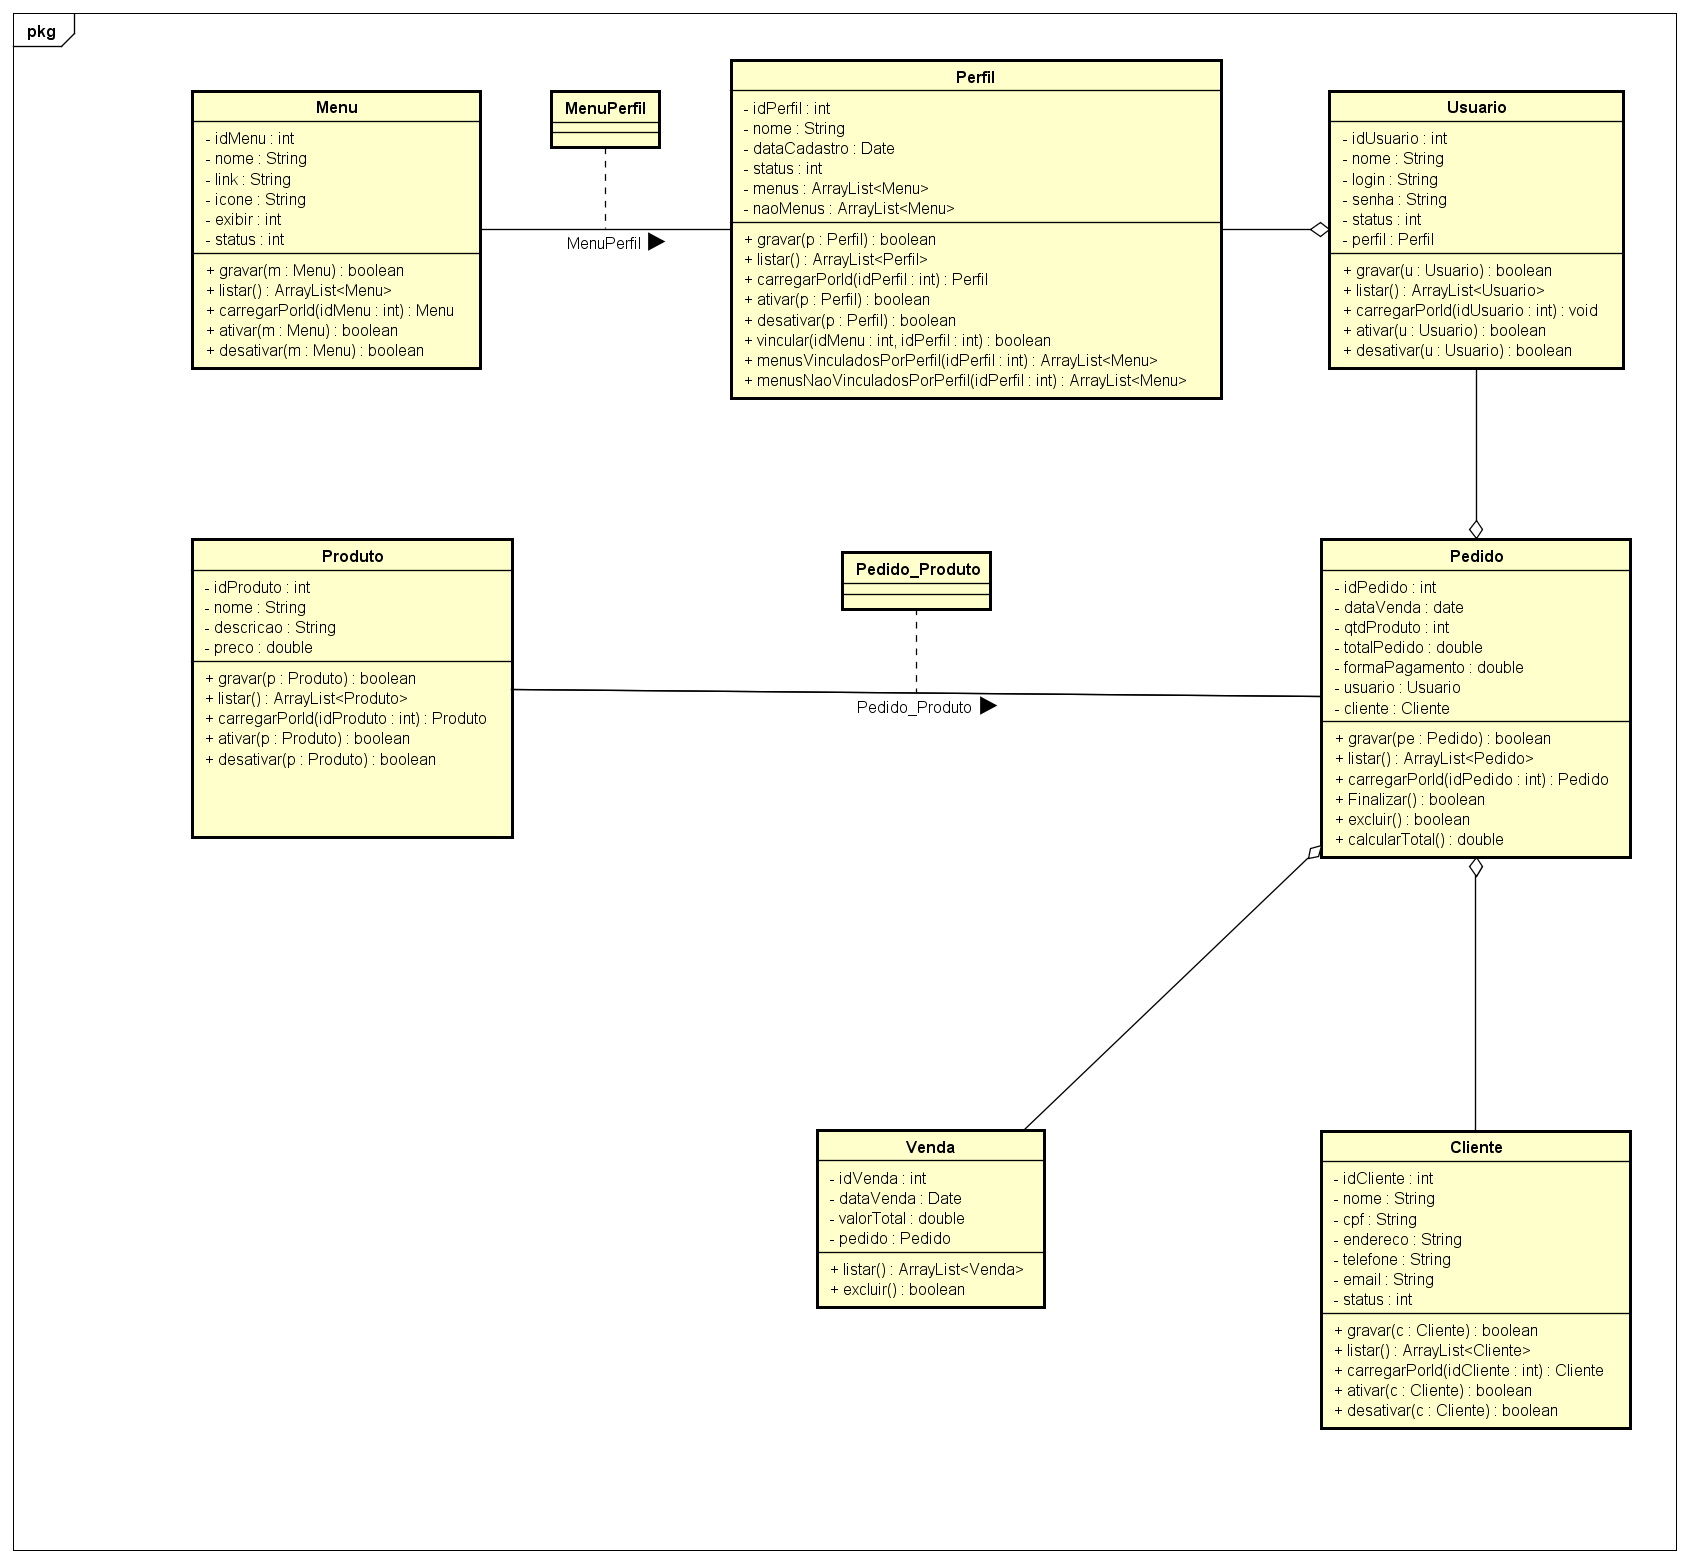 pkg
Menu
- idMenu : int
- nome : String
- link : String
- icone : String
- exibir : int
- status : int
+ gravar(m : Menu) : boolean
+ listar() : ArrayList<Menu>
+ carregarPorId(idMenu : int) : Menu
+ ativar(m : Menu) : boolean
+ desativar(m : Menu) : boolean
MenuPerfil
MenuPerfil
Perfil
- idPerfil : int
- nome : String
- dataCadastro : Date
- status : int
- menus : ArrayList<Menu>
- naoMenus : ArrayList<Menu>
+ gravar(p : Perfil) : boolean
+ listar() : ArrayList<Perfil>
+ carregarPorId(idPerfil : int) : Perfil
+ ativar(p : Perfil) : boolean
+ desativar(p : Perfil) : boolean
+ vincular(idMenu : int, idPerfil : int) : boolean
+ menusVinculadosPorPerfil(idPerfil : int) : ArrayList<Menu>
+ menusNaoVinculadosPorPerfil(idPerfil : int) : ArrayList<Menu>
Usuario
- idUsuario : int
- nome : String
- login : String
- senha : String
- status : int
- perfil : Perfil
+ gravar(u : Usuario) : boolean
+ listar() : ArrayList<Usuario>
+ carregarPorId(idUsuario : int) : void
+ ativar(u : Usuario) : boolean
+ desativar(u : Usuario) : boolean
Produto
- idProduto : int
- nome : String
- descricao : String
- preco : double
+ gravar(p : Produto) : boolean
+ listar() : ArrayList<Produto>
+ carregarPorId(idProduto : int) : Produto
+ ativar(p : Produto) : boolean
+ desativar(p : Produto) : boolean
Pedido_Produto
Pedido_Produto
Pedido
- idPedido : int
- dataVenda : date
- qtdProduto : int
- totalPedido : double
- formaPagamento : double
- usuario : Usuario
- cliente : Cliente
+ gravar(pe : Pedido) : boolean
+ listar() : ArrayList<Pedido>
+ carregarPorId(idPedido : int) : Pedido
+ Finalizar() : boolean
+ excluir() : boolean
+ calcularTotal() : double
Venda
- idVenda : int
- dataVenda : Date
- valorTotal : double
- pedido : Pedido
+ listar() : ArrayList<Venda>
+ excluir() : boolean
Cliente
- idCliente : int
- nome : String
- cpf : String
- endereco : String
- telefone : String
- email : String
- status : int
+ gravar(c : Cliente) : boolean
+ listar() : ArrayList<Cliente>
+ carregarPorId(idCliente : int) : Cliente
+ ativar(c : Cliente) : boolean
+ desativar(c : Cliente) : boolean